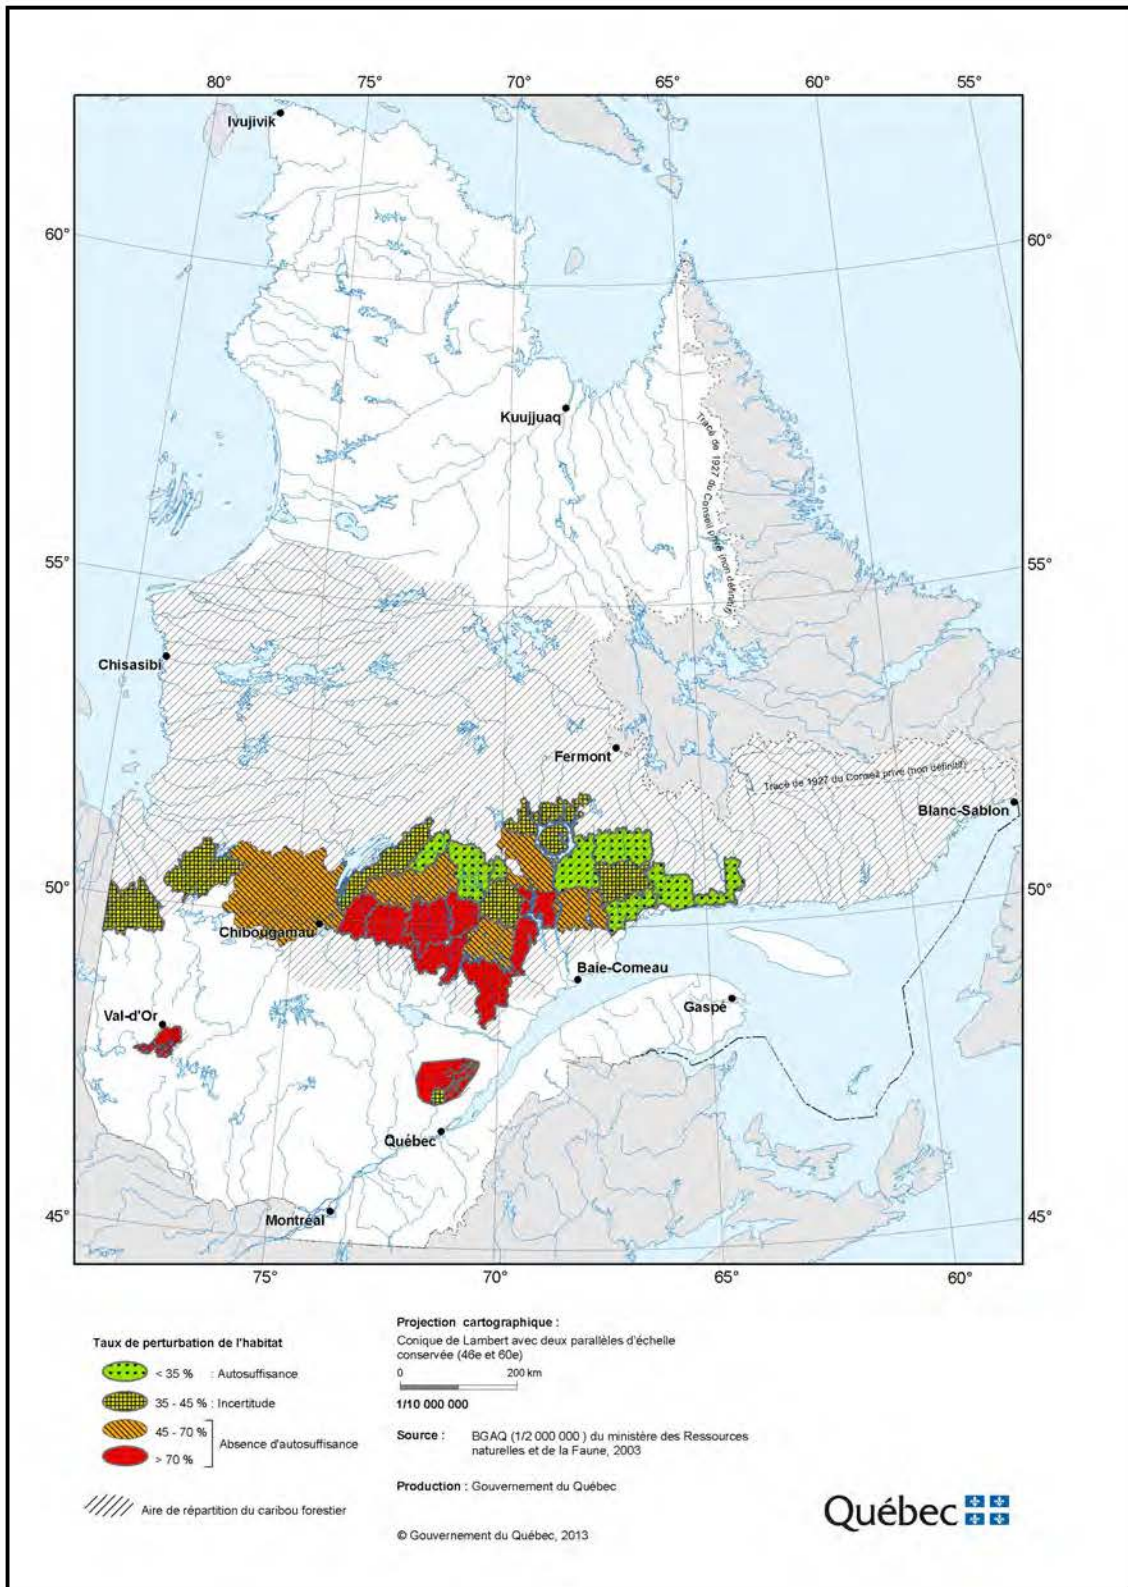 80° 75° 70° 65° 60° 55°
Ivujivik
60° 60°
Kuujjuaq
Tracé de 1927 du Conseil privé (non définitif)
55° 55°
Chisasibi
Fermont
Tracé de 1927 du Conseil privé (non définitif)
Blanc-Sablon
50° 50°
Chibougamau
Baie-Comeau
Gaspé
Val-d'Or
Québec
45° 45°
Montréal
75° 70° 65° 60°
Taux de perturbation de l'habitat
< 35 % : Autosuffisance
35 - 45 % : Incertitude
45 - 70 %
Absence d'autosuffisance
> 70 %
Aire de répartition du caribou forestier
Projection cartographique :
Conique de Lambert avec deux parallèles d'échelle
conservée (46e et 60e)
0 200 km
1/10 000 000
Source : BGAQ (1/2 000 000 ) du ministère des Ressources
naturelles et de la Faune, 2003
Production : Gouvernement du Québec
© Gouvernement du Québec, 2013
Québec